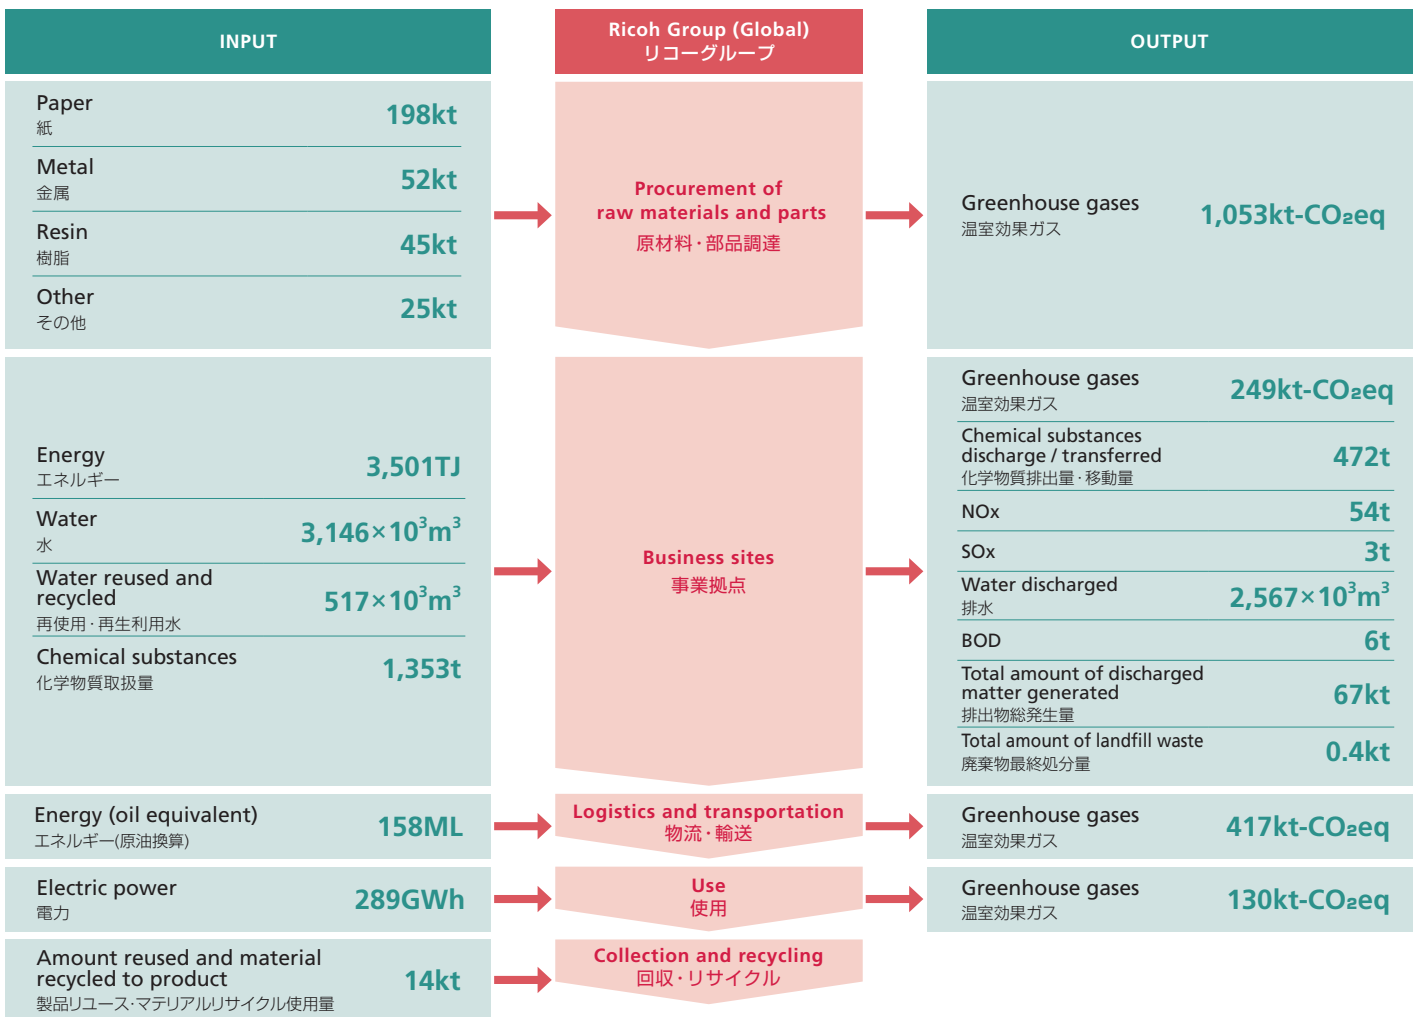 INPUT
Ricoh Group (Global)
リコーグループ
OUTPUT
Paper
紙
198kt
Metal
金属
52kt
Resin
樹脂
45kt
Other
その他
25kt
Procurement of
raw materials and parts
原材料・部品調達
Greenhouse gases
温室効果ガス
1,053kt-CO₂eq
Energy
エネルギー
3,501TJ
Water
水
3,146×10³m³
Water reused and
recycled
再使用・再生利用水
517×10³m³
Chemical substances
化学物質取扱量
1,353t
Business sites
事業拠点
Greenhouse gases
温室効果ガス
249kt-CO₂eq
Chemical substances
discharge / transferred
化学物質排出量・移動量
472t
NOx
54t
SOx
3t
Water discharged
排水
2,567×10³m³
BOD
6t
Total amount of discharged
matter generated
排出物総発生量
67kt
Total amount of landfill waste
廃棄物最終処分量
0.4kt
Energy (oil equivalent)
エネルギー(原油換算)
158ML
Logistics and transportation
物流・輸送
Greenhouse gases
温室効果ガス
417kt-CO₂eq
Electric power
電力
289GWh
Use
使用
Greenhouse gases
温室効果ガス
130kt-CO₂eq
Amount reused and material
recycled to product
製品リユース・マテリアルリサイクル使用量
14kt
Collection and recycling
回収・リサイクル